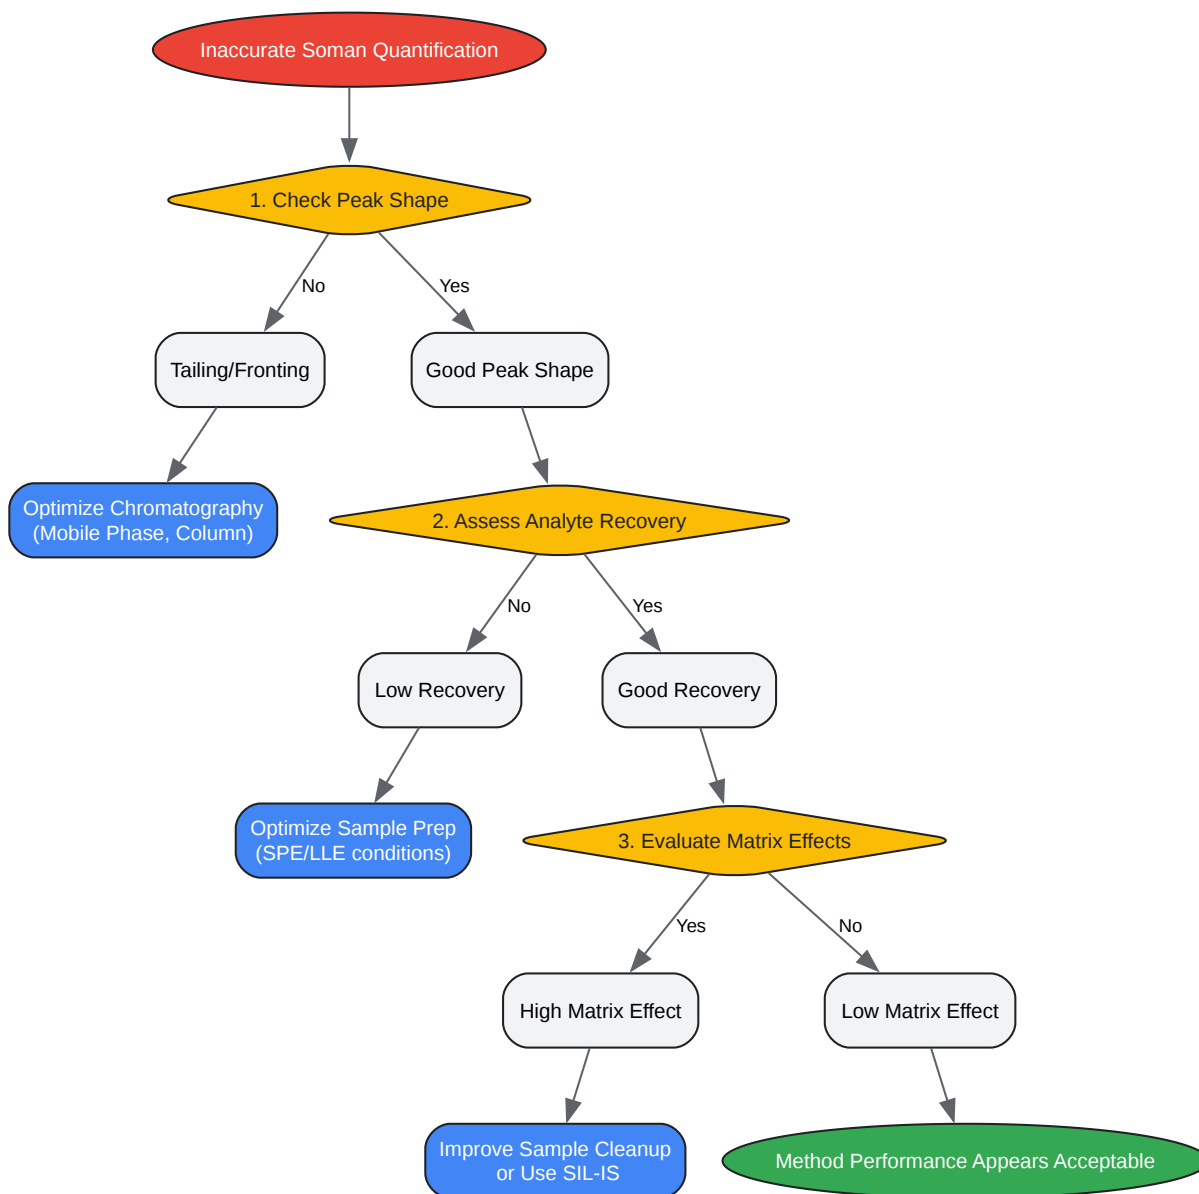 Inaccurate Soman Quantification
1. Check Peak Shape
No
Yes
Tailing/Fronting
Good Peak Shape
Optimize Chromatography
(Mobile Phase, Column)
2. Assess Analyte Recovery
No
Yes
Low Recovery
Good Recovery
Optimize Sample Prep
(SPE/LLE conditions)
3. Evaluate Matrix Effects
Yes
No
High Matrix Effect
Low Matrix Effect
Improve Sample Cleanup
or Use SIL-IS
Method Performance Appears Acceptable